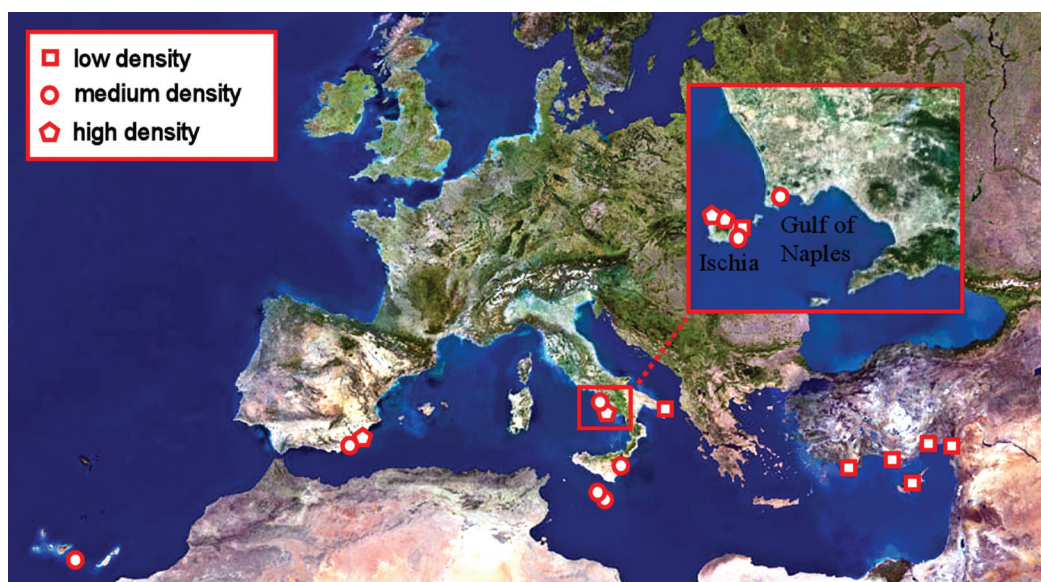 low density
medium density
high density
Gulf of
Naples
Ischia